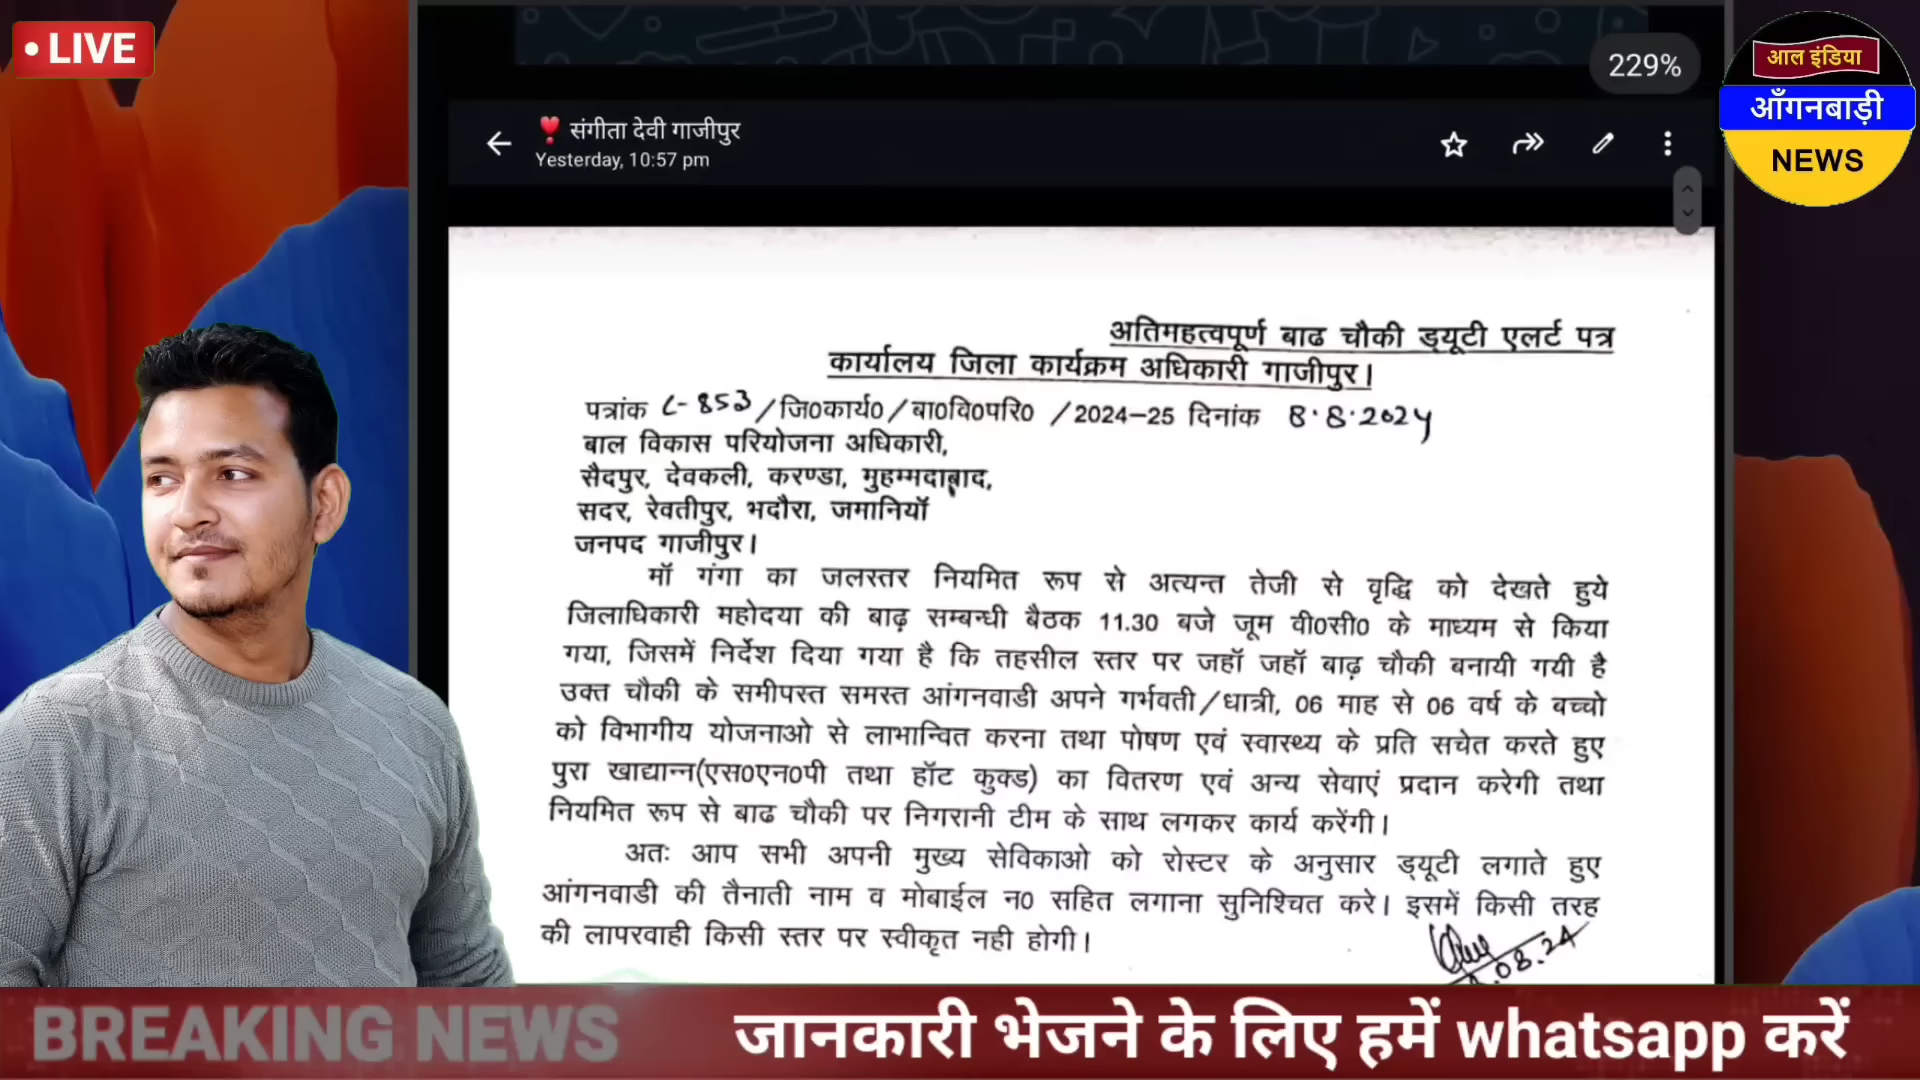 • LIVE
229%
आल इंडिया
आँगनबाड़ी
NEWS
संगीता देवी गाजीपुर
Yesterday, 10:57 pm
अतिमहत्वपूर्ण बाढ चौकी ड्यूटी एलर्ट पत्र
कार्यालय जिला कार्यक्रम अधिकारी गाजीपुर।
पत्रांक C-853/जि0कार्य0/बा0वि0परि0 /2024-25 दिनांक 8.8.2024
बाल विकास परियोजना अधिकारी,
सैदपुर, देवकली, करण्डा, मुहम्मदाबाद,
सदर, रेवतीपुर, भदौरा, जमानियॉ
जनपद गाजीपुर।
मॉ गंगा का जलस्तर नियमित रूप से अत्यन्त तेजी से वृद्धि को देखते हुये
जिलाधिकारी महोदया की बाढ़ सम्बन्धी बैठक 11.30 बजे जूम वी0सी0 के माध्यम से किया
गया, जिसमें निर्देश दिया गया है कि तहसील स्तर पर जहॉ जहॉ बाढ़ चौकी बनायी गयी है
उक्त चौकी के समीपस्त समस्त आंगनवाडी अपने गर्भवती/धात्री, 06 माह से 06 वर्ष के बच्चो
को विभागीय योजनाओ से लाभान्वित करना तथा पोषण एवं स्वास्थ्य के प्रति सचेत करते हुए
पुरा खाद्यान्न(एस0एन0पी तथा हॉट कुक्ड) का वितरण एवं अन्य सेवाएं प्रदान करेगी तथा
नियमित रूप से बाढ चौकी पर निगरानी टीम के साथ लगकर कार्य करेंगी।
अतः आप सभी अपनी मुख्य सेविकाओ को रोस्टर के अनुसार ड्यूटी लगाते हुए
आंगनवाडी की तैनाती नाम व मोबाईल न0 सहित लगाना सुनिश्चित करे। इसमें किसी तरह
की लापरवाही किसी स्तर पर स्वीकृत नही होगी।
.08.24
BREAKING NEWS
जानकारी भेजने के लिए हमें whatsapp करें